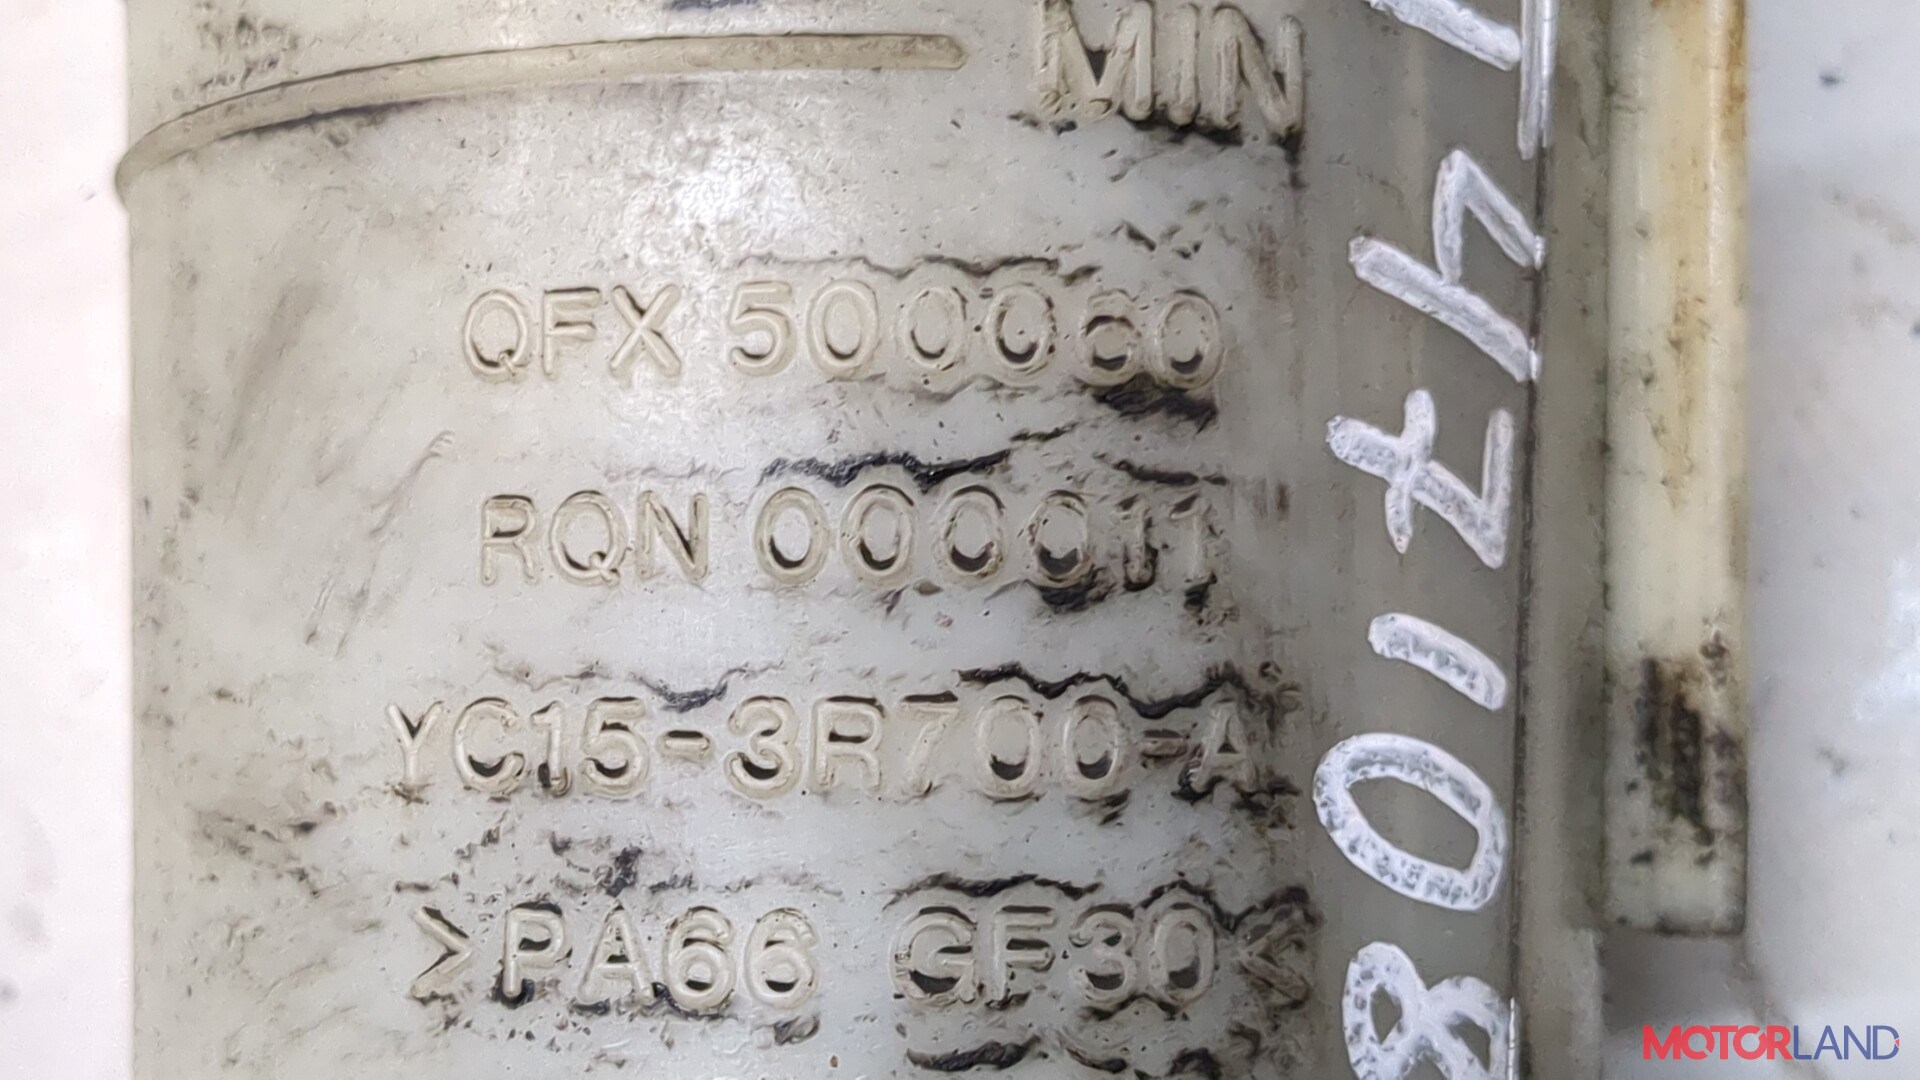 MIN
QFX 500060
RQN 000011
YC15-3R700-A
>PA66 GF30<
MOTORLAND